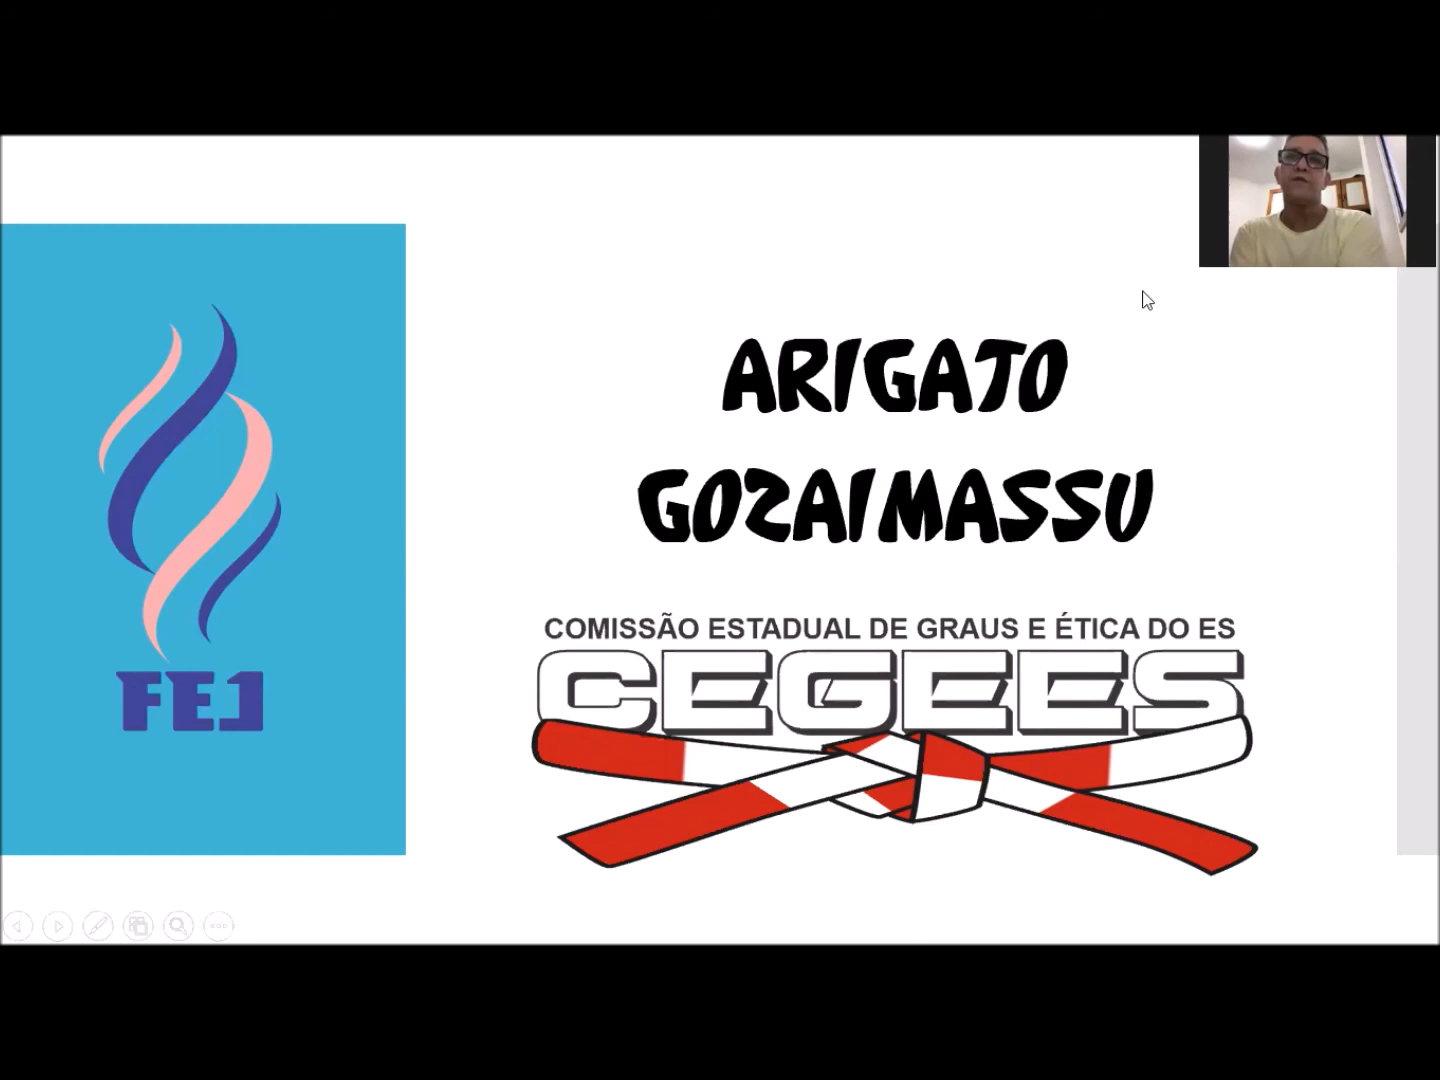 ARIGATO
GOZAIMASSU
COMISSÃO ESTADUAL DE GRAUS E ÉTICA DO ES
CEGEES
FEJ